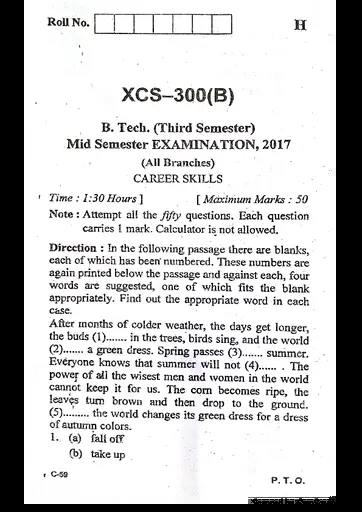 Roll No.
H
XCS–300(B)
B. Tech. (Third Semester)
Mid Semester EXAMINATION, 2017
(All Branches)
CAREER SKILLS
Time : 1:30 Hours ] [ Maximum Marks : 50
Note : Attempt all the fifty questions. Each question
carries 1 mark. Calculator is not allowed.
Direction : In the following passage there are blanks,
each of which has been numbered. These numbers are
again printed below the passage and against each, four
words are suggested, one of which fits the blank
appropriately. Find out the appropriate word in each
case.
After months of colder weather, the days get longer,
the buds (1)....... in the trees, birds sing, and the world
(2)....... a green dress. Spring passes (3)....... summer.
Everyone knows that summer will not (4)...... . The
power of all the wisest men and women in the world
cannot keep it for us. The corn becomes ripe, the
leaves turn brown and then drop to the ground.
(5)......... the world changes its green dress for a dress
of autumn colors.
1. (a) fall off
(b) take up
C-59
P. T. O.